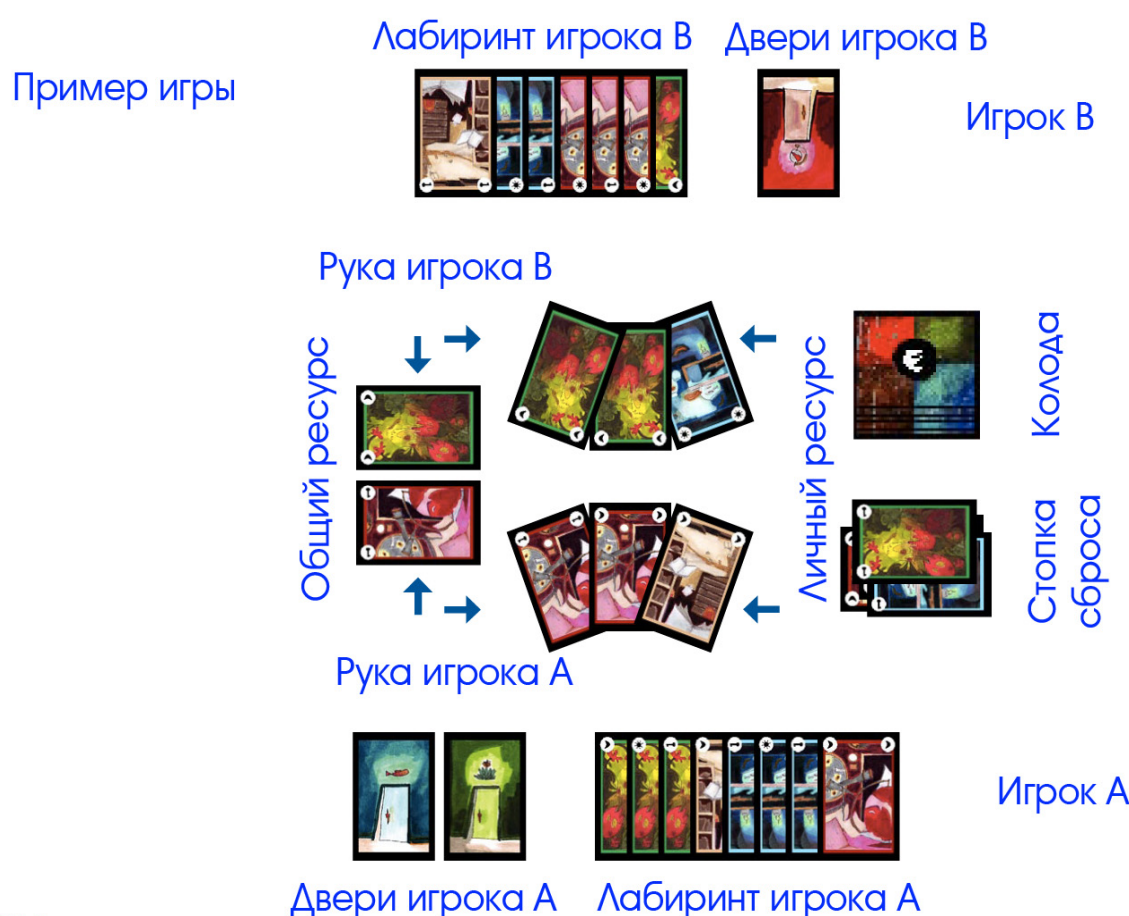 Лабиринт игрока В
Двери игрока В
Пример игры
Игрок В
Рука игрока В
Общий ресурс
Личный ресурс
Колода
Стопка
сброса
Рука игрока А
Игрок А
Двери игрока А
Лабиринт игрока А